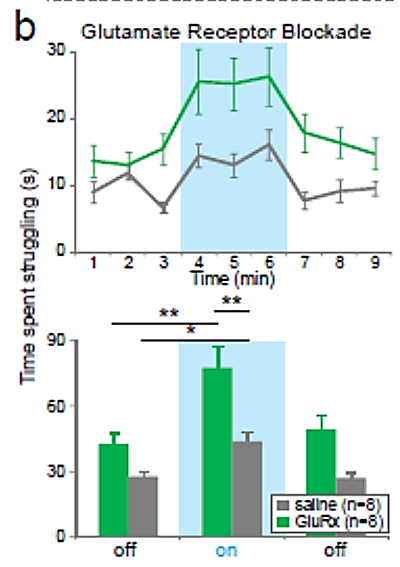 b
Glutamate Receptor Blockade
Time spent struggling (s)
30
20
10
0
1 2 3 4 5 6 7 8 9
Time (min)
**
**
*
90
60
30
0
saline (n=8)
GluRx (n=8)
off on off